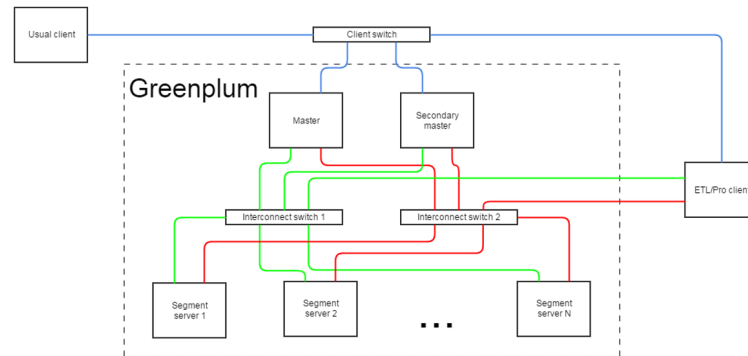 Usual client
Client switch
Greenplum
Master
Secondary
master
ETL/Pro client
Interconnect switch 1
Interconnect switch 2
Segment
server 1
Segment
server 2
...
Segment
server N